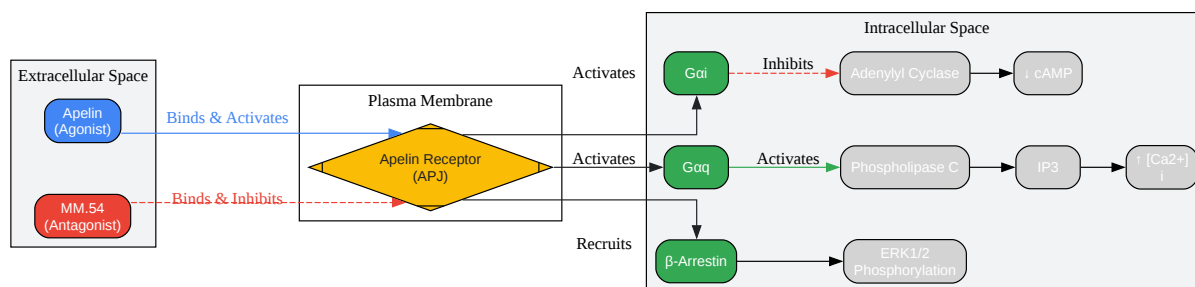 Extracellular Space
Apelin
(Agonist)
MM.54
(Antagonist)
Binds & Activates
Binds & Inhibits
Plasma Membrane
Apelin Receptor
(APJ)
Activates
Activates
Recruits
Intracellular Space
Gαi
Inhibits
Adenylyl Cyclase
↓ cAMP
Gαq
Activates
Phospholipase C
IP3
↑ [Ca2+]
i
β-Arrestin
ERK1/2
Phosphorylation